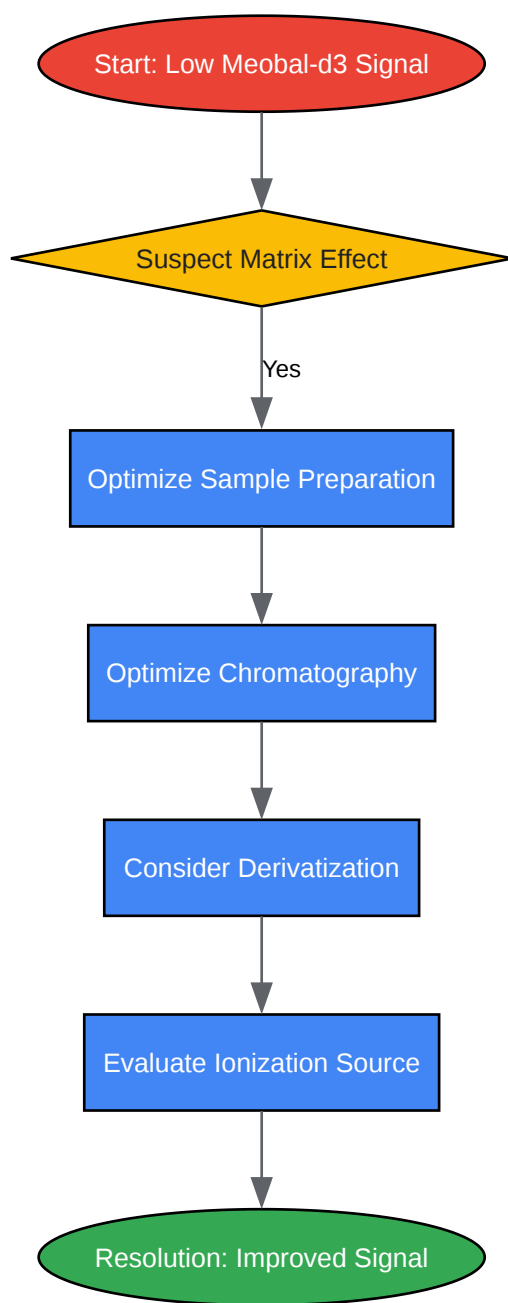 Start: Low Meobal-d3 Signal
Suspect Matrix Effect
Yes
Optimize Sample Preparation
Optimize Chromatography
Consider Derivatization
Evaluate Ionization Source
Resolution: Improved Signal